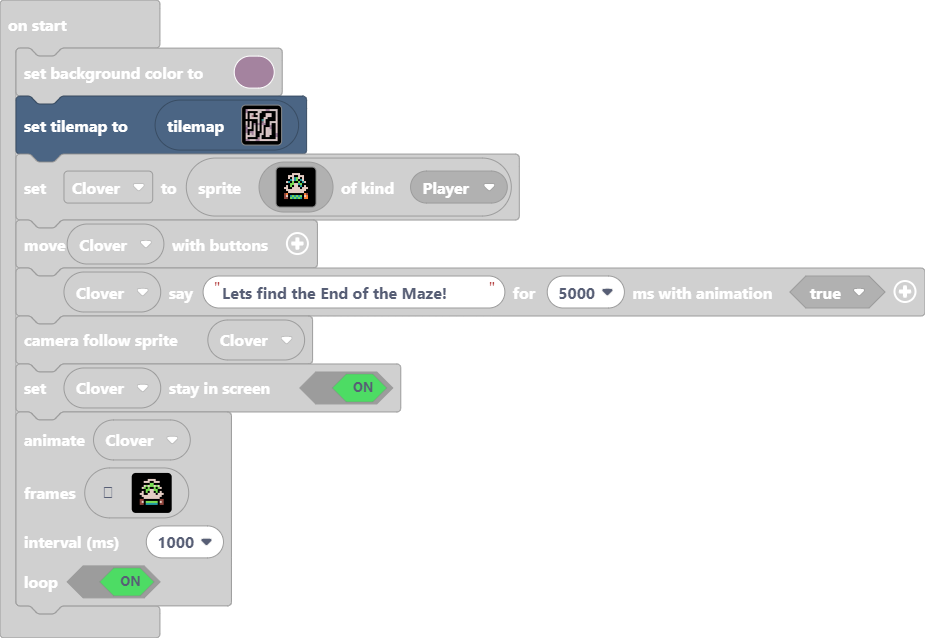 on start
set background color to
set tilemap to tilemap
set Clover to sprite of kind Player
move Clover with buttons
Clover say "Lets find the End of the Maze! " for 5000 ms with animation true
camera follow sprite Clover
set Clover stay in screen ON
animate Clover
frames
interval (ms) 1000
loop ON